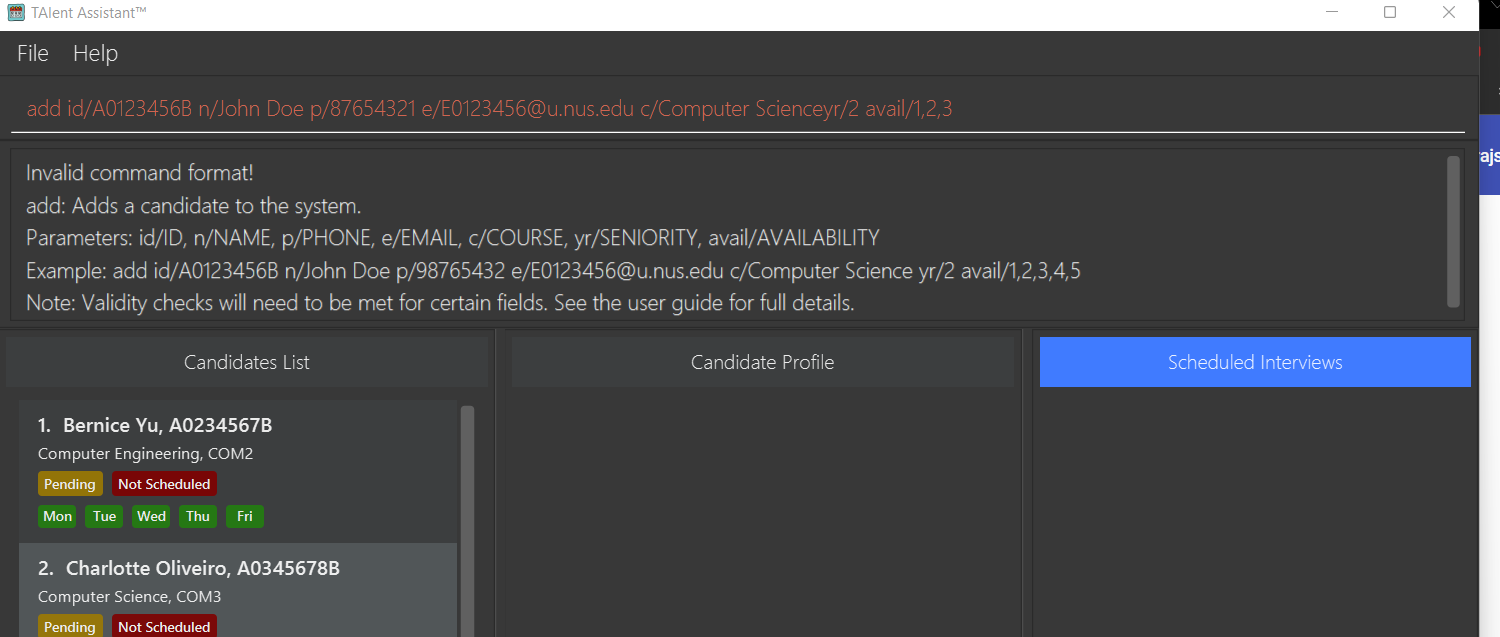 TAlent Assistant™
File Help
add id/A0123456B n/John Doe p/87654321 e/E0123456@u.nus.edu c/Computer Scienceyr/2 avail/1,2,3
Invalid command format!
add: Adds a candidate to the system.
Parameters: id/ID, n/NAME, p/PHONE, e/EMAIL, c/COURSE, yr/SENIORITY, avail/AVAILABILITY
Example: add id/A0123456B n/John Doe p/98765432 e/E0123456@u.nus.edu c/Computer Science yr/2 avail/1,2,3,4,5
Note: Validity checks will need to be met for certain fields. See the user guide for full details.
Candidates List
1. Bernice Yu, A0234567B
Computer Engineering, COM2
Pending Not Scheduled
Mon Tue Wed Thu Fri
2. Charlotte Oliveiro, A0345678B
Computer Science, COM3
Pending Not Scheduled
Candidate Profile
Scheduled Interviews